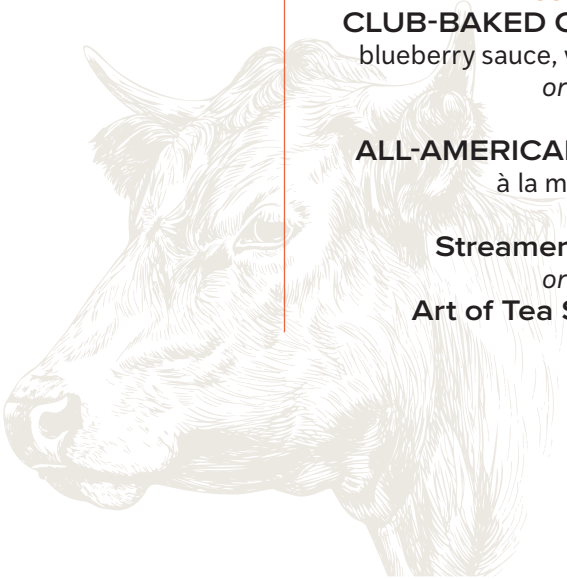 CLUB-BAKED
blueberry sauce,
or
ALL-AMERICAN
à la
Streamer
or
Art of Tea